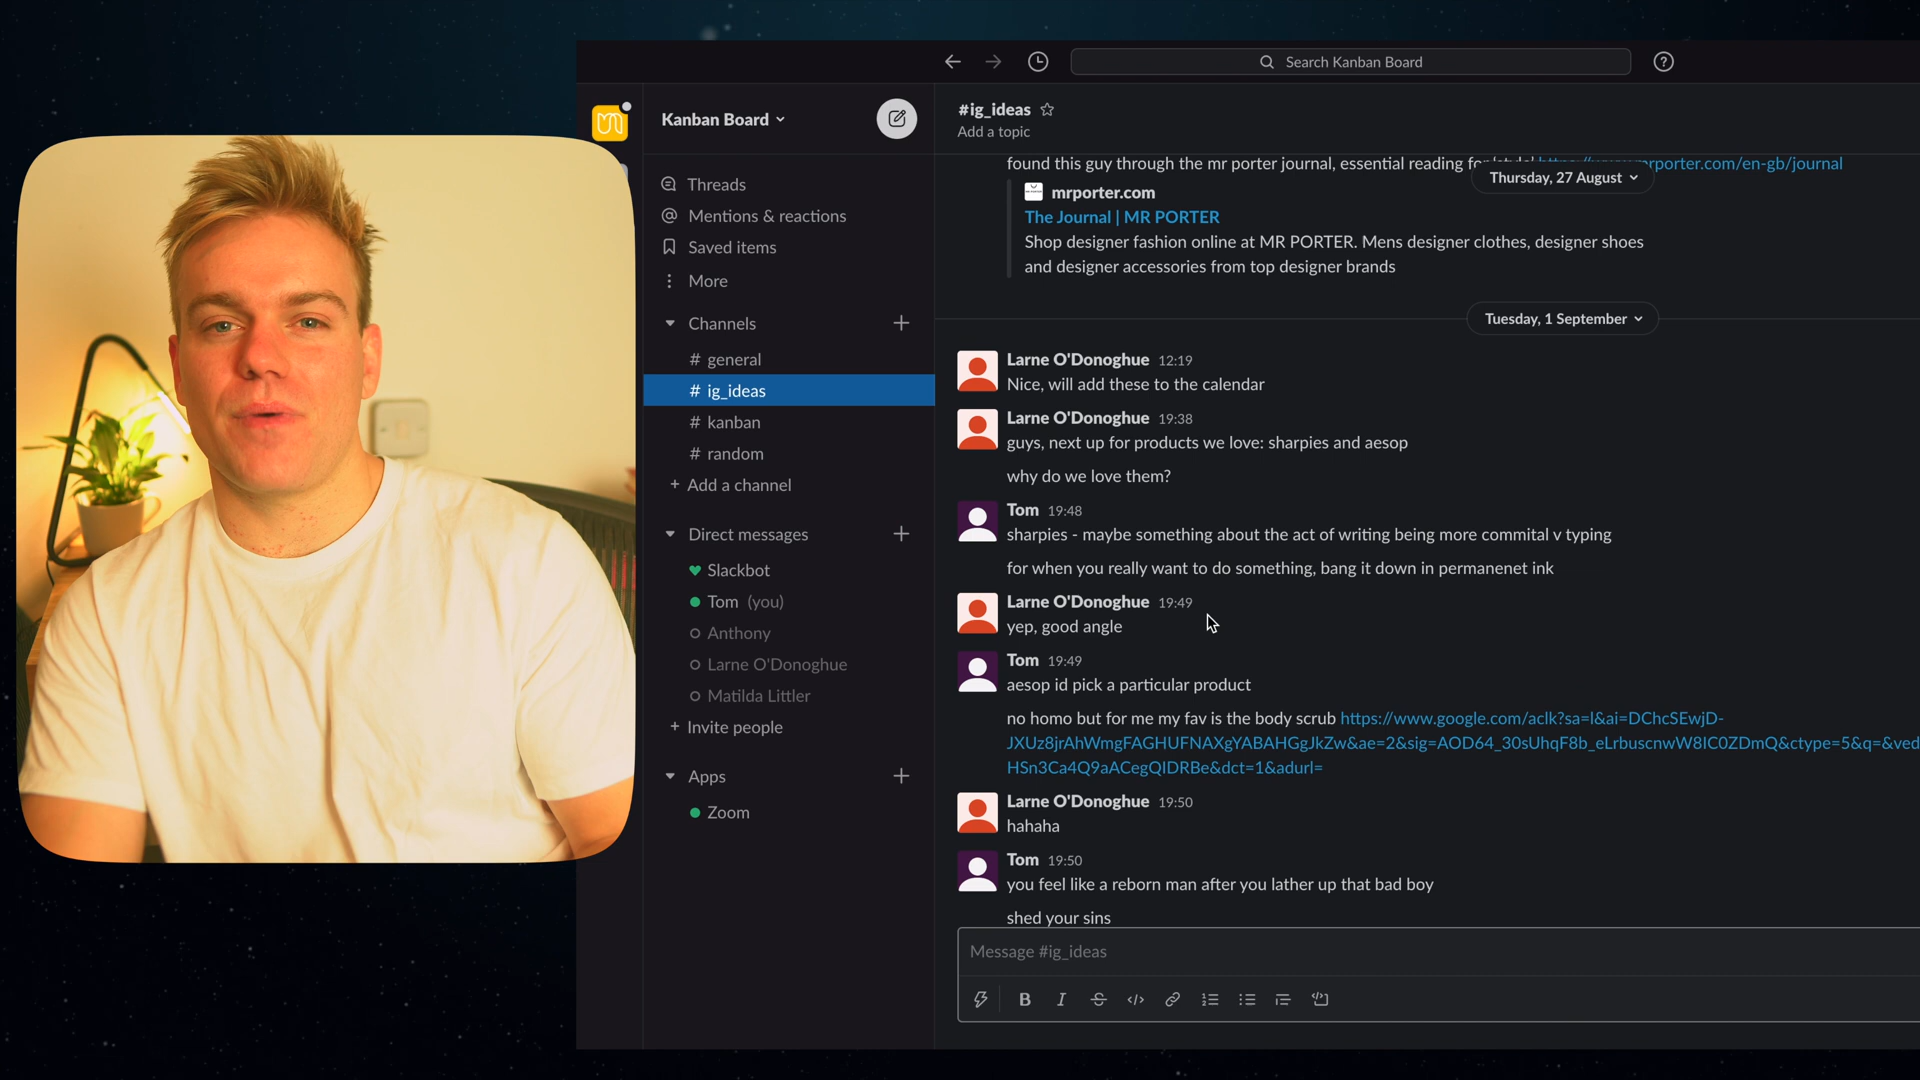 Search Kanban Board
Kanban Board
Threads
Mentions & reactions
Saved items
More
Channels
# general
# ig_ideas
# kanban
# random
+ Add a channel
Direct messages
Slackbot
Tom (you)
Anthony
Larne O'Donoghue
Matilda Littler
+ Invite people
Apps
Zoom
#ig_ideas
Add a topic
found this guy through the mr porter journal, essential reading for 'style'
Thursday, 27 August
mrporter.com
The Journal | MR PORTER
Shop designer fashion online at MR PORTER. Mens designer clothes, designer shoes
and designer accessories from top designer brands
Tuesday, 1 September
Larne O'Donoghue 12:19
Nice, will add these to the calendar
Larne O'Donoghue 19:38
guys, next up for products we love: sharpies and aesop
why do we love them?
Tom 19:48
sharpies - maybe something about the act of writing being more commital v typing
for when you really want to do something, bang it down in permanenet ink
Larne O'Donoghue 19:49
yep, good angle
Tom 19:49
aesop id pick a particular product
no homo but for me my fav is the body scrub https://www.google.com/aclk?sa=l&ai=DChcSEwjD-
JXUz8jrAhWmgFAGHUFNAXgYABAHGgJkZw&ae=2&sig=AOD64_30sUhqF8b_eLrbuscnwW8IC0ZDmQ&ctype=5&q=&ved
HSn3Ca4Q9aACegQIDRBe&dct=1&adurl=
Larne O'Donoghue 19:50
hahaha
Tom 19:50
you feel like a reborn man after you lather up that bad boy
shed your sins
Message #ig_ideas